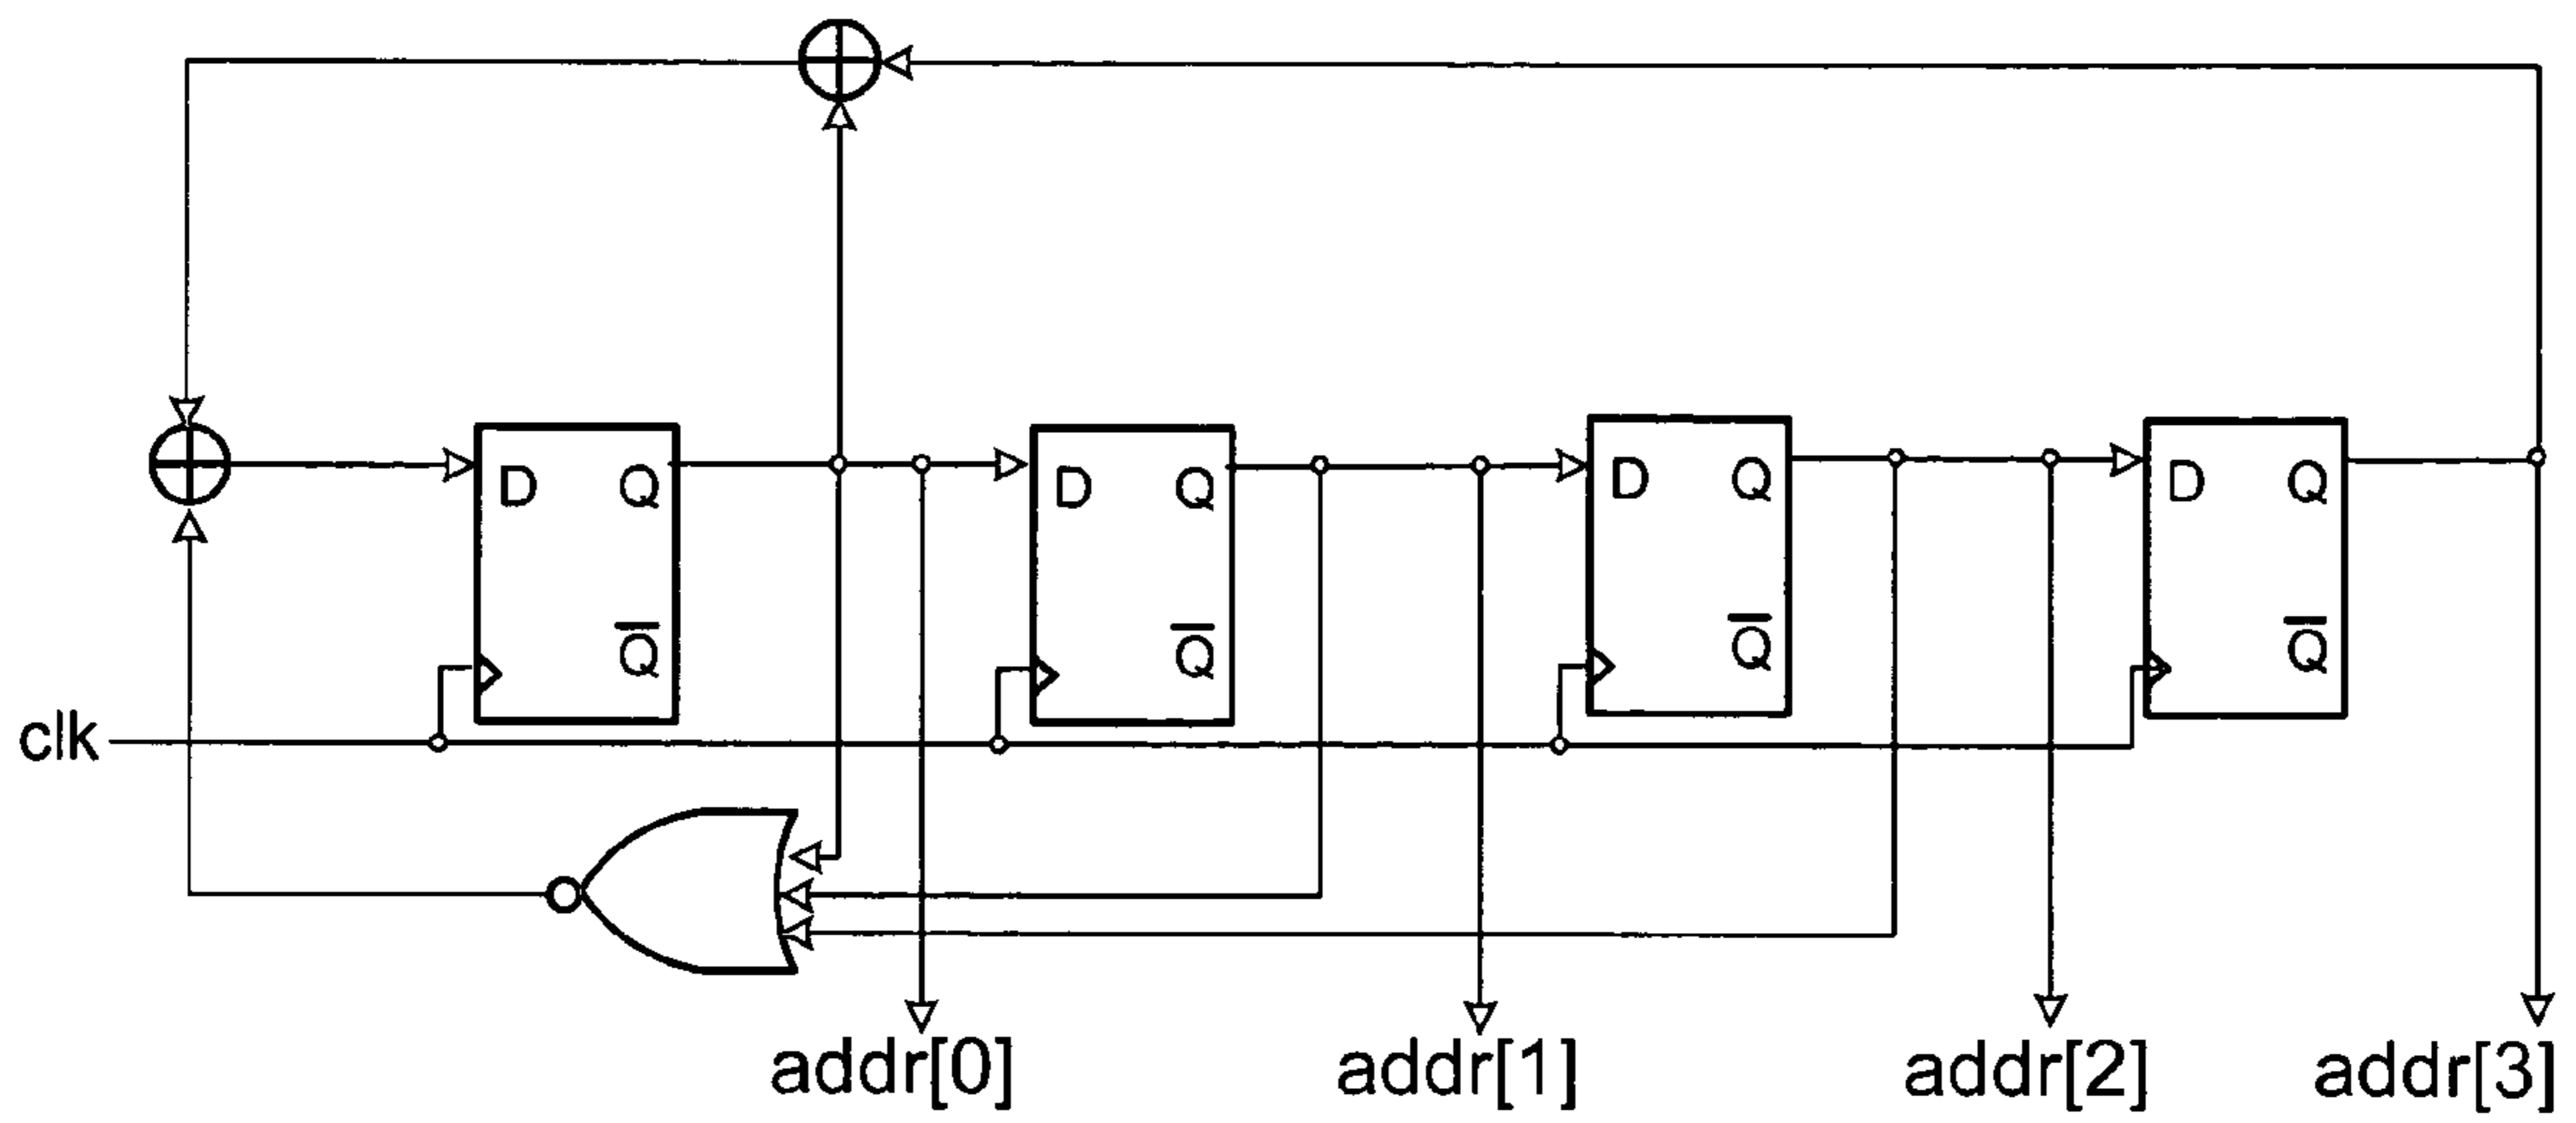 D Q D Q D Q D Q
Q̅ Q̅ Q̅ Q̅
clk
addr[0] addr[1] addr[2] addr[3]